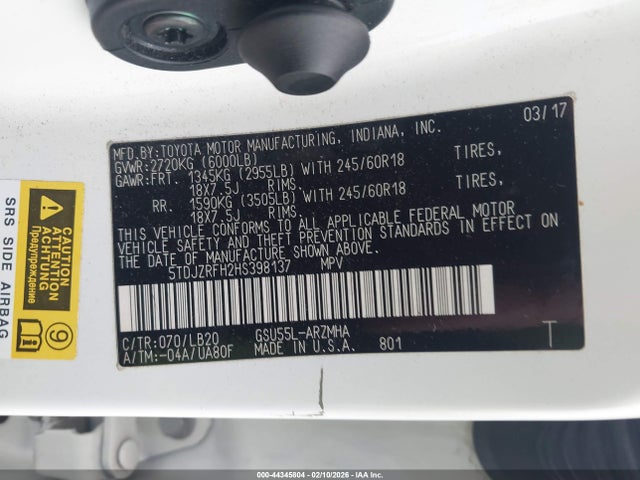 MFD.BY:TOYOTA MOTOR MANUFACTURING, INDIANA, INC. 03/17
GVWR:2720KG (6000LB)
GAWR:FRT. 1345KG (2955LB) WITH 245/60R18 TIRES,
18X7.5J RIMS.
RR. 1590KG (3505LB) WITH 245/60R18 TIRES,
18X7.5J RIMS.
THIS VEHICLE CONFORMS TO ALL APPLICABLE FEDERAL MOTOR
VEHICLE SAFETY AND THEFT PREVENTION STANDARDS IN EFFECT ON
THE DATE OF MANUFACTURE SHOWN ABOVE.
5TDJZRFH2HS398137 MPV
C/TR:070/LB20 GSU55L-ARZMHA
A/TM:-04A/UA80F MADE IN U.S.A. 801 T
SRS SIDE AIRBAG
ПРЕДУПРЕЖДЕНИЕ
ACHTUNG
9
000-44345804 - 02/10/2026 - IAAI.com